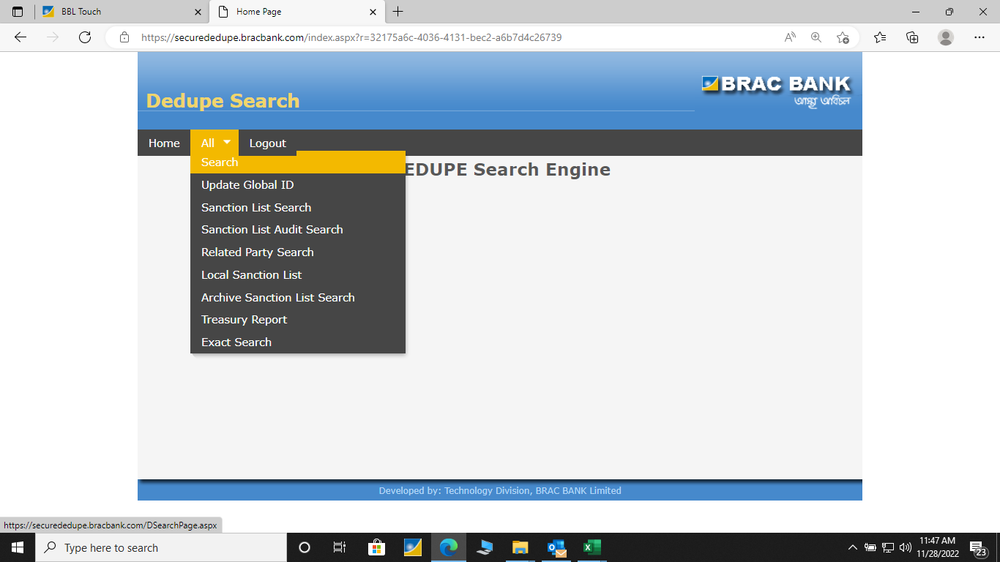 BBL Touch
Home Page
https://securededupe.bracbank.com/index.aspx?r=32175a6c-4036-4131-bec2-a6b7d4c26739
BRAC BANK
আস্থা অবিচল
Dedupe Search
Home All Logout
EDUPE Search Engine
Search
Update Global ID
Sanction List Search
Sanction List Audit Search
Related Party Search
Local Sanction List
Archive Sanction List Search
Treasury Report
Exact Search
Developed by: Technology Division, BRAC BANK Limited
https://securededupe.bracbank.com/DSearchPage.aspx
Type here to search
11:47 AM
11/28/2022
23